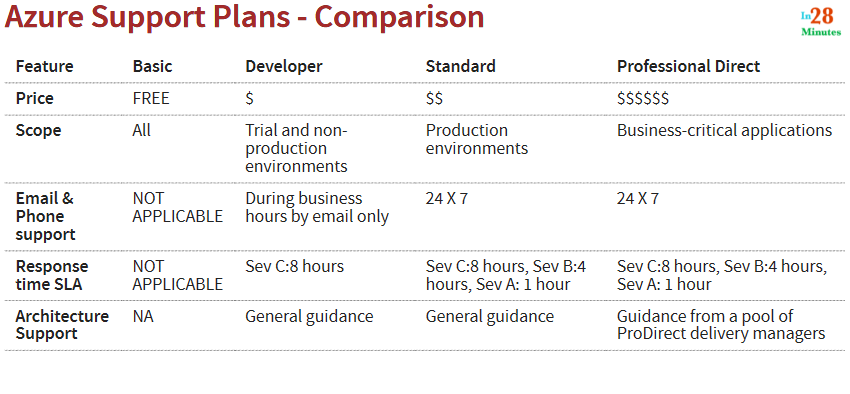 Azure Support Plans - Comparison
In28
Minutes
Feature Basic Developer Standard Professional Direct
Price FREE $ $$ $$$$$$
Scope All Trial and non- Production Business-critical applications
production environments
environments
Email & NOT During business 24 X 7 24 X 7
Phone APPLICABLE hours by email only
support
Response NOT Sev C:8 hours Sev C:8 hours, Sev B:4 Sev C:8 hours, Sev B:4 hours,
time SLA APPLICABLE hours, Sev A: 1 hour Sev A: 1 hour
Architecture NA General guidance General guidance Guidance from a pool of
Support ProDirect delivery managers